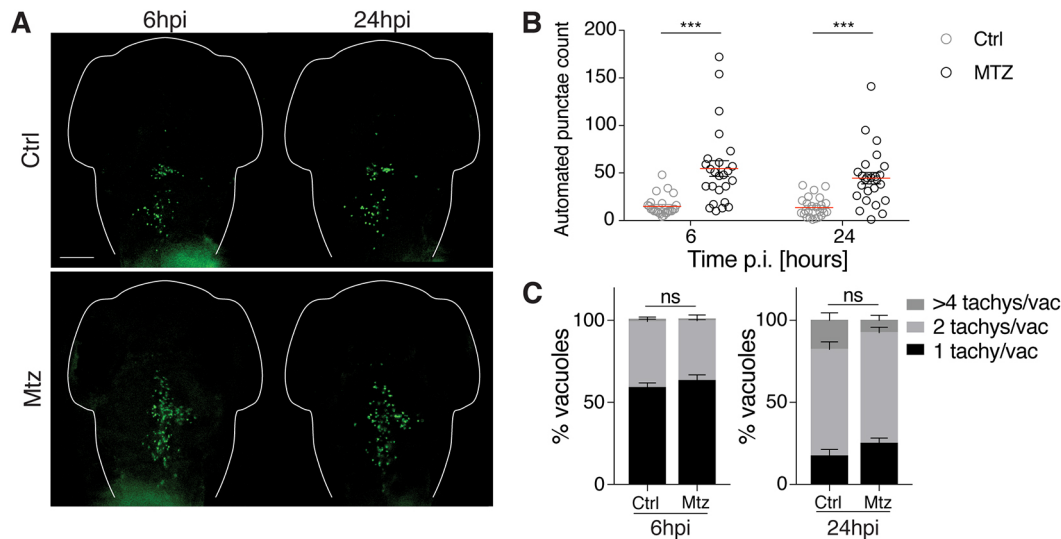 A
6hpi
24hpi
Ctrl
Mtz
B
Automated punctae count
200
150
100
50
0
***
***
6
24
Time p.i. [hours]
Ctrl
MTZ
C
% vacuoles
100
50
0
ns
Ctrl
Mtz
6hpi
% vacuoles
100
50
0
ns
Ctrl
Mtz
24hpi
>4 tachys/vac
2 tachys/vac
1 tachy/vac